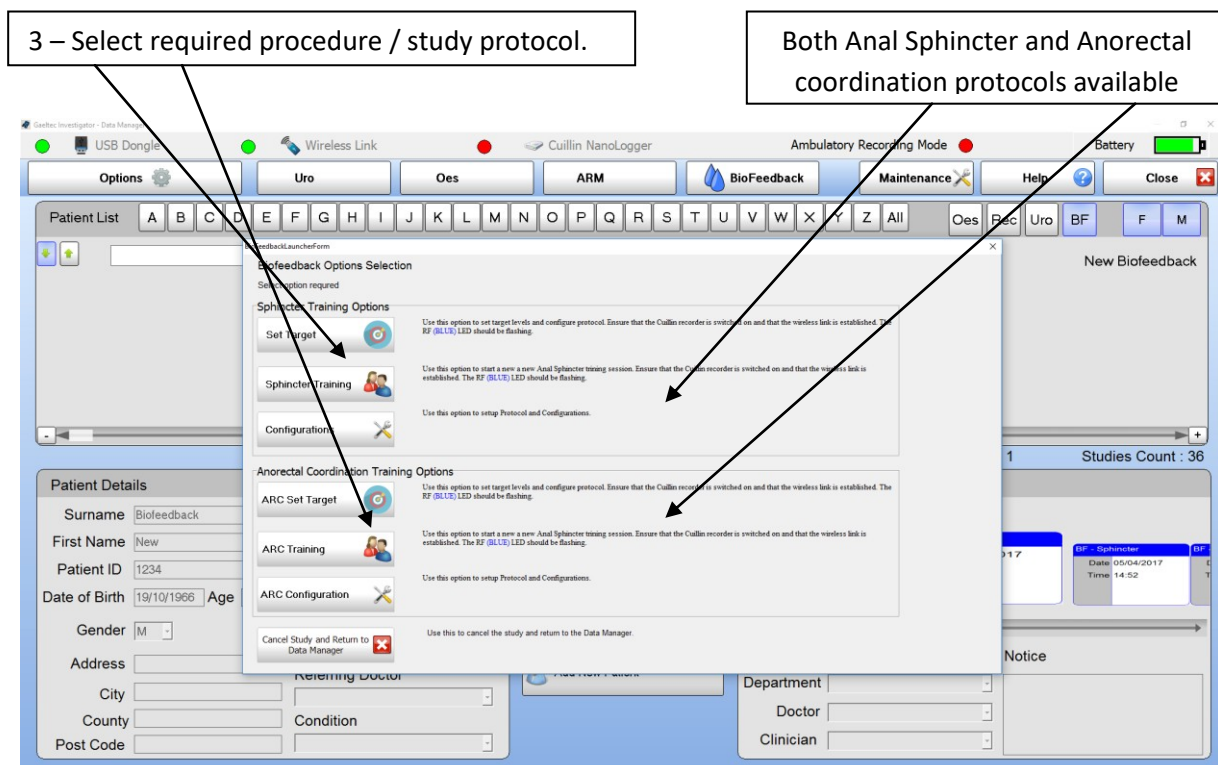 3 – Select required procedure / study protocol.
Both Anal Sphincter and Anorectal
coordination protocols available
Gaeltec Investigator - Data Manager
USB Dongle
Wireless Link
Cuillin NanoLogger
Ambulatory Recording Mode
Battery
Options
Uro
Oes
ARM
BioFeedback
Maintenance
Help
Close
Patient List
A B C D E F G H I J K L M N O P Q R S T U V W X Y Z All
Oes Rec Uro BF F M
BiofeedbackLauncherForm
New Biofeedback
Biofeedback Options Selection
Select option requred
Sphincter Training Options
Set Target
Use this option to set target levels and configure protocol. Ensure that the Cuillin recorder is switched on and that the wireless link is established. The
RF (BLUE) LED should be flashing.
Sphincter Training
Use this option to start a new a new Anal Sphincter trining session. Ensure that the Cuillin recorder is switched on and that the wireless link is
established. The RF (BLUE) LED should be flashing.
Configurations
Use this option to setup Protocol and Configurations.
- +
1
Studies Count : 36
Anorectal Coordination Training Options
ARC Set Target
Use this option to set target levels and configure protocol. Ensure that the Cuillin recorder is switched on and that the wireless link is established. The
RF (BLUE) LED should be flashing.
ARC Training
Use this option to start a new a new Anal Sphincter trining session. Ensure that the Cuillin recorder is switched on and that the wireless link is
established. The RF (BLUE) LED should be flashing.
ARC Configuration
Use this option to setup Protocol and Configurations.
Cancel Study and Return to
Data Manager
Use this to cancel the study and return to the Data Manager.
Patient Details
Surname Biofeedback
First Name New
Patient ID 1234
Date of Birth 19/10/1966 Age
Gender M
Address
City
County
Post Code
Referring Doctor
Condition
Add New Patient
017
BF - Sphincter
Date 05/04/2017
Time 14:52
BF
Notice
Department
Doctor
Clinician